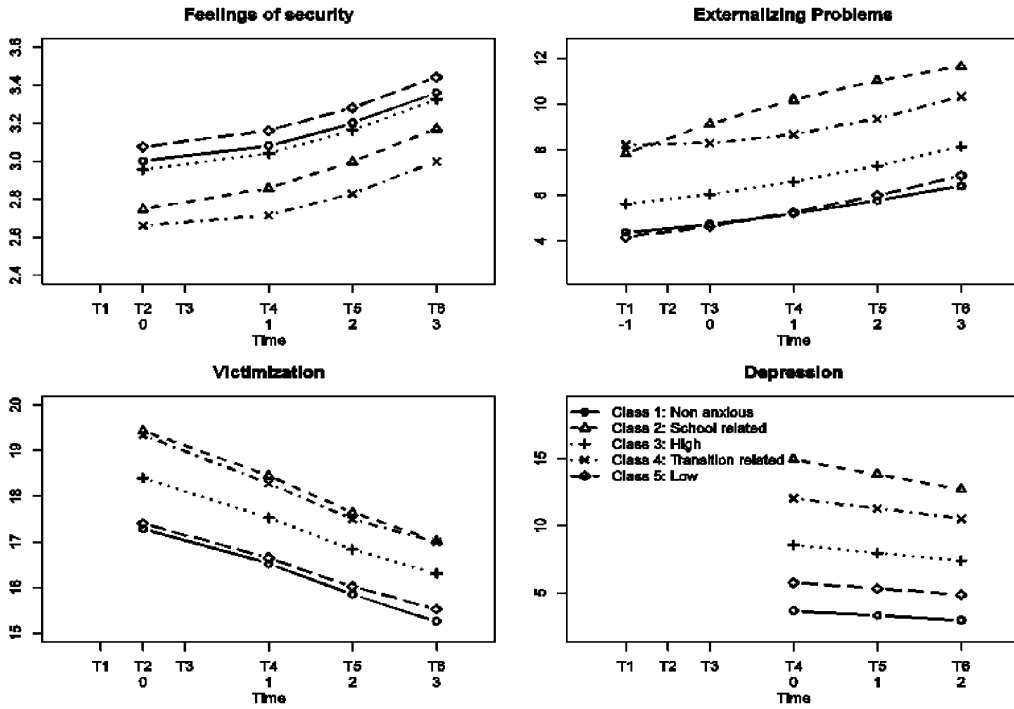 Feelings of security
3.6
3.4
3.2
3.0
2.8
2.6
2.4
T1 T2 T3 T4 T5 T6
0 1 2 3
Time
Externalizing Problems
12
10
8
6
4
T1 T2 T3 T4 T5 T6
-1 0 1 2 3
Time
Victimization
20
19
18
17
16
15
T1 T2 T3 T4 T5 T6
0 1 2 3
Time
Depression
Class 1: Non anxious
Class 2: School related
Class 3: High
Class 4: Transition related
Class 5: Low
15
10
5
T1 T2 T3 T4 T5 T6
0 1 2
Time